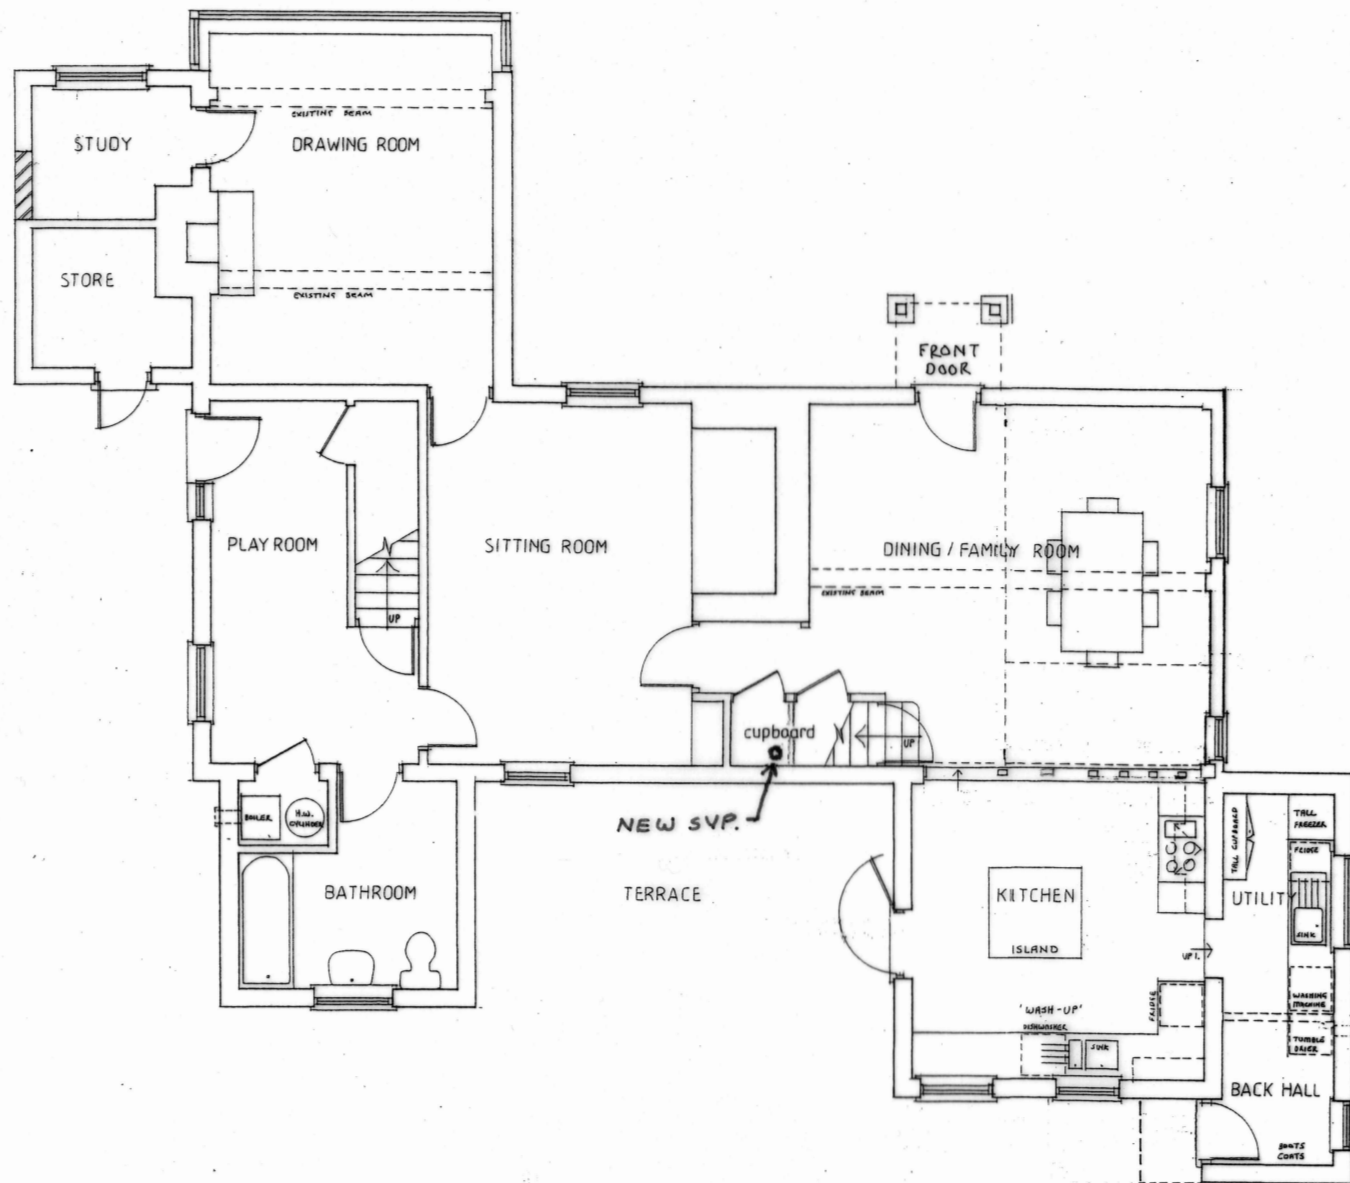 EXISTING BEAM
STUDY
DRAWING ROOM
STORE
EXISTING BEAM
FRONT
DOOR
PLAY ROOM
SITTING ROOM
DINING / FAMILY ROOM
EXISTING BEAM
UP
cupboard
UP
NEW SVP.
BOILER
H.W.
CYLINDER
TALL CUPBOARD
TALL
FREEZER
FRIDGE
BATHROOM
TERRACE
KITCHEN
UTILITY
SINK
ISLAND
UP 1.
FRIDGE
WASHING
MACHINE
'WASH-UP'
DISHWASHER
SINK
TUMBLE
DRIER
BACK HALL
BOOTS
COATS